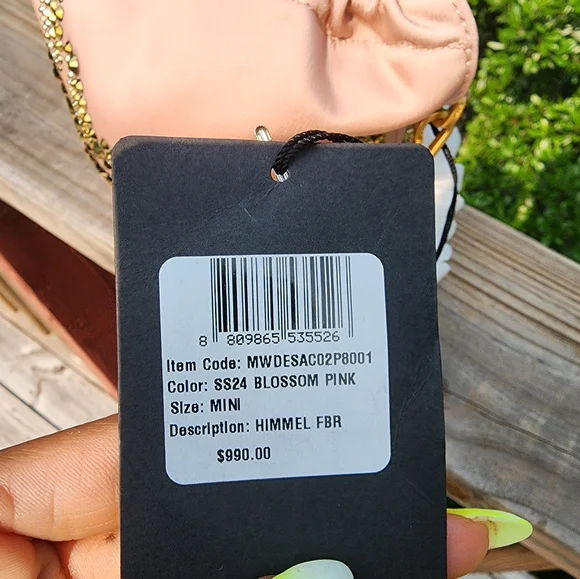 8 809865 535526
Item Code: MWDESAC02P8001
Color: SS24 BLOSSOM PINK
Size: MINI
Description: HIMMEL FBR
$990.00